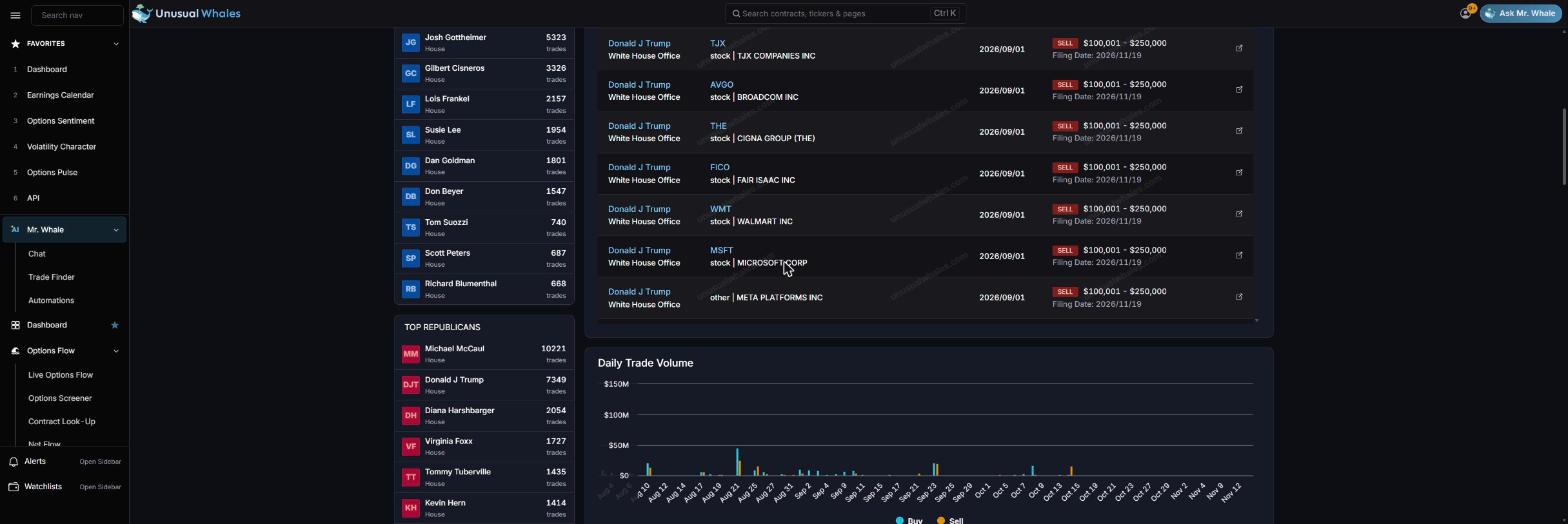 Search nav
Unusual Whales
Search contracts, tickers & pages
Ctrl K
9+
Ask Mr. Whale
FAVORITES
1 Dashboard
2 Earnings Calendar
3 Options Sentiment
4 Volatility Character
5 Options Pulse
6 API
AI Mr. Whale
Chat
Trade Finder
Automations
Dashboard
Options Flow
Live Options Flow
Options Screener
Contract Look-Up
Net Flow
Alerts Open Sidebar
Watchlists Open Sidebar
JG Josh Gottheimer 5323
House trades
GC Gilbert Cisneros 3326
House trades
LF Lois Frankel 2157
House trades
SL Susie Lee 1954
House trades
DG Dan Goldman 1801
House trades
DB Don Beyer 1547
House trades
TS Tom Suozzi 740
House trades
SP Scott Peters 687
House trades
RB Richard Blumenthal 668
House trades
TOP REPUBLICANS
MM Michael McCaul 10221
House trades
DJT Donald J Trump 7349
House trades
DH Diana Harshbarger 2054
House trades
VF Virginia Foxx 1727
House trades
TT Tommy Tuberville 1435
House trades
KH Kevin Hern 1414
House trades
Donald J Trump TJX 2026/09/01 SELL $100,001 - $250,000
White House Office stock | TJX COMPANIES INC Filing Date: 2026/11/19
Donald J Trump AVGO 2026/09/01 SELL $100,001 - $250,000
White House Office stock | BROADCOM INC Filing Date: 2026/11/19
Donald J Trump THE 2026/09/01 SELL $100,001 - $250,000
White House Office stock | CIGNA GROUP (THE) Filing Date: 2026/11/19
Donald J Trump FICO 2026/09/01 SELL $100,001 - $250,000
White House Office stock | FAIR ISAAC INC Filing Date: 2026/11/19
Donald J Trump WMT 2026/09/01 SELL $100,001 - $250,000
White House Office stock | WALMART INC Filing Date: 2026/11/19
Donald J Trump MSFT 2026/09/01 SELL $100,001 - $250,000
White House Office stock | MICROSOFT CORP Filing Date: 2026/11/19
Donald J Trump other | META PLATFORMS INC 2026/09/01 SELL $100,001 - $250,000
White House Office Filing Date: 2026/11/19
unusualwhales.com
Daily Trade Volume
$150M
$100M
$50M
$0
Aug 10 Aug 12 Aug 14 Aug 17 Aug 19 Aug 21 Aug 25 Aug 27 Aug 31 Sep 2 Sep 4 Sep 9 Sep 11 Sep 15 Sep 17 Sep 21 Sep 23 Sep 25 Sep 29 Oct 1 Oct 5 Oct 7 Oct 9 Oct 13 Oct 15 Oct 19 Oct 21 Oct 23 Oct 27 Oct 20 Nov 2 Nov 4 Nov 9 Nov 12
Buy Sell